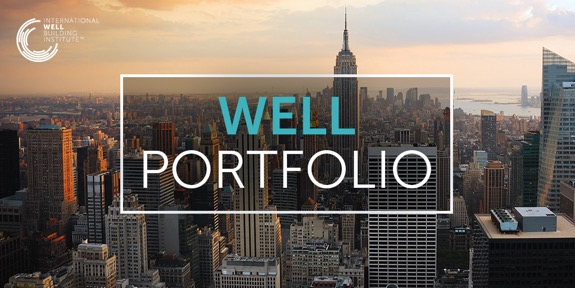 INTERNATIONAL
WELL
BUILDING
INSTITUTE™
WELL
PORTFOLIO